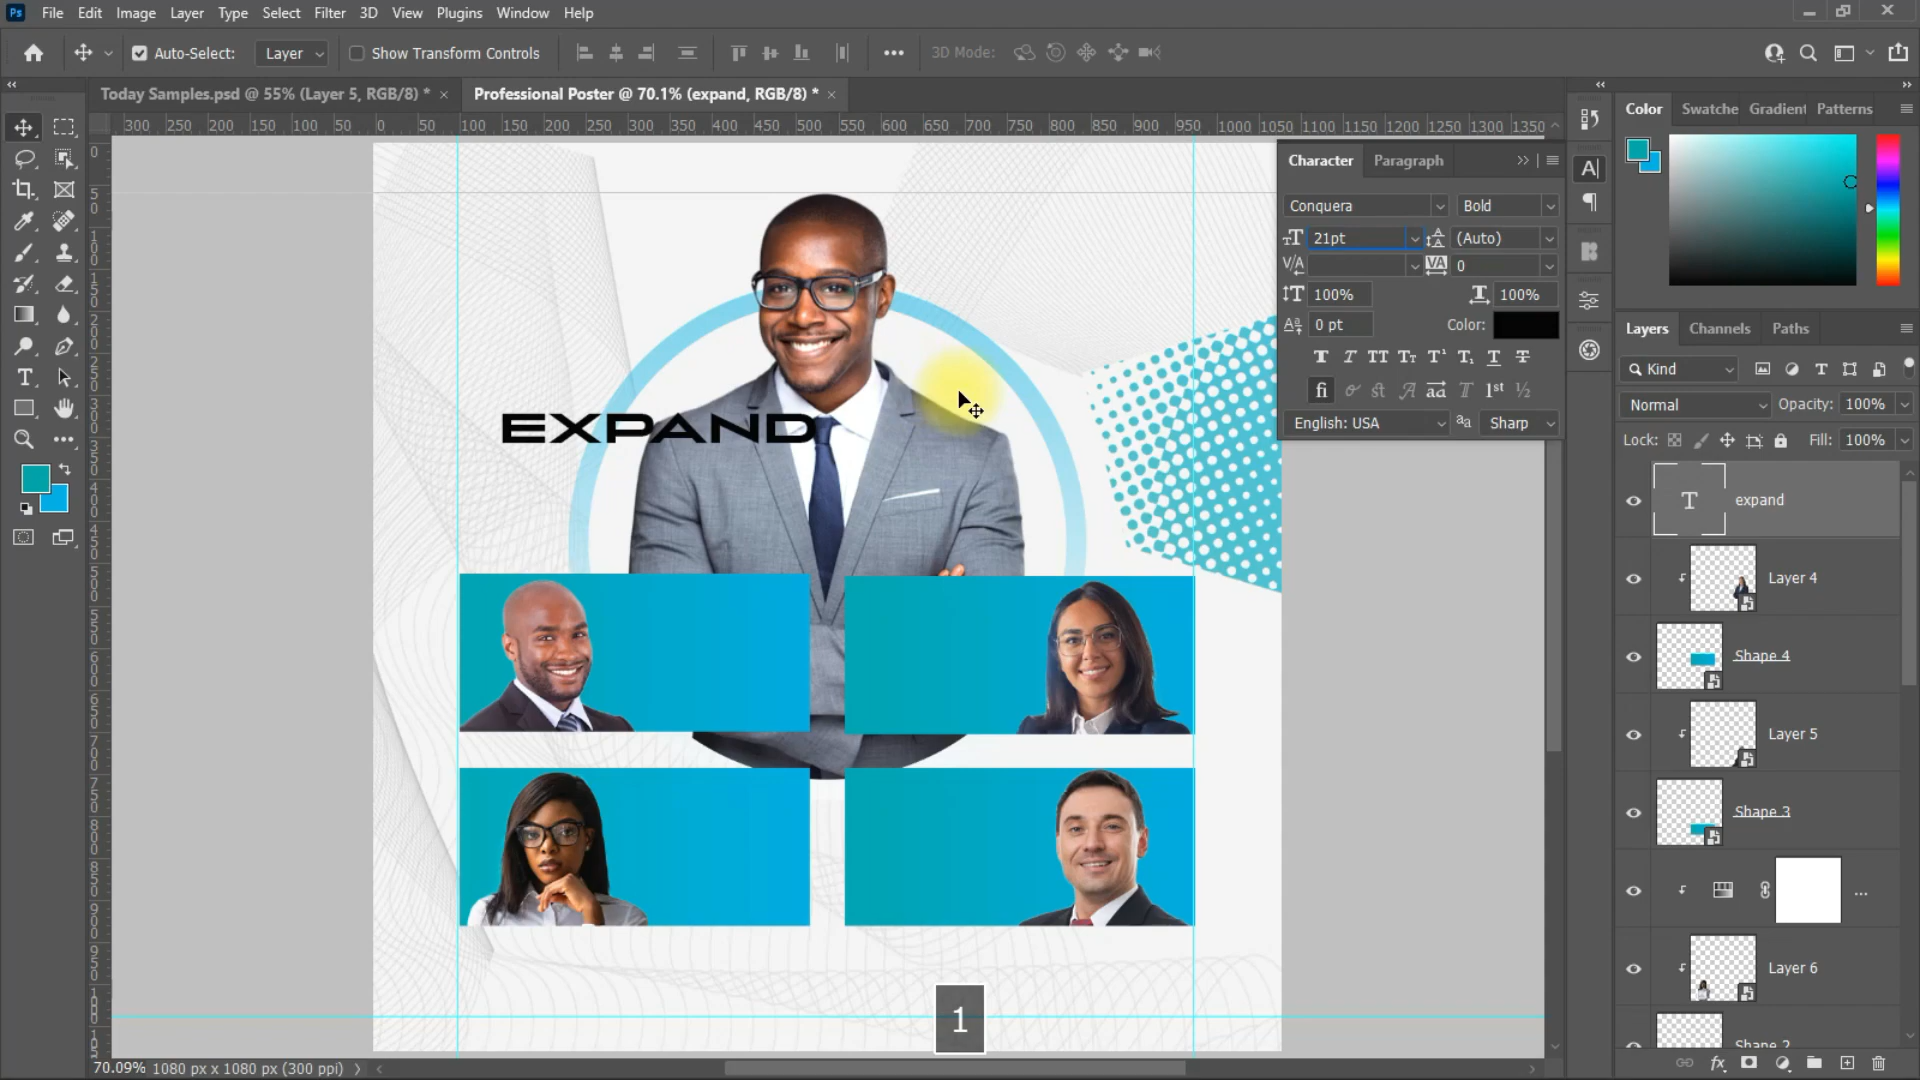 Ps File Edit Image Layer Type Select Filter 3D View Plugins Window Help
Auto-Select: Layer Show Transform Controls 3D Mode:
Today Samples.psd @ 55% (Layer 5, RGB/8) * × Professional Poster @ 70.1% (expand, RGB/8) * ×
300 250 200 150 100 50 0 50 100 150 200 250 300 350 400 450 500 550 600 650 700 750 800 850 900 950 1000 1050 1100 1150 1200 1250 1300 1350
Color Swatche Gradient Patterns
Character Paragraph
Conquera Bold
21pt (Auto)
0
100% 100%
0 pt Color:
English: USA aa Sharp
Layers Channels Paths
Kind
Normal Opacity: 100%
Lock: Fill: 100%
EXPAND
expand
Layer 4
Shape 4
Layer 5
Shape 3
...
Layer 6
Shape 2
1
70.09% 1080 px x 1080 px (300 ppi)